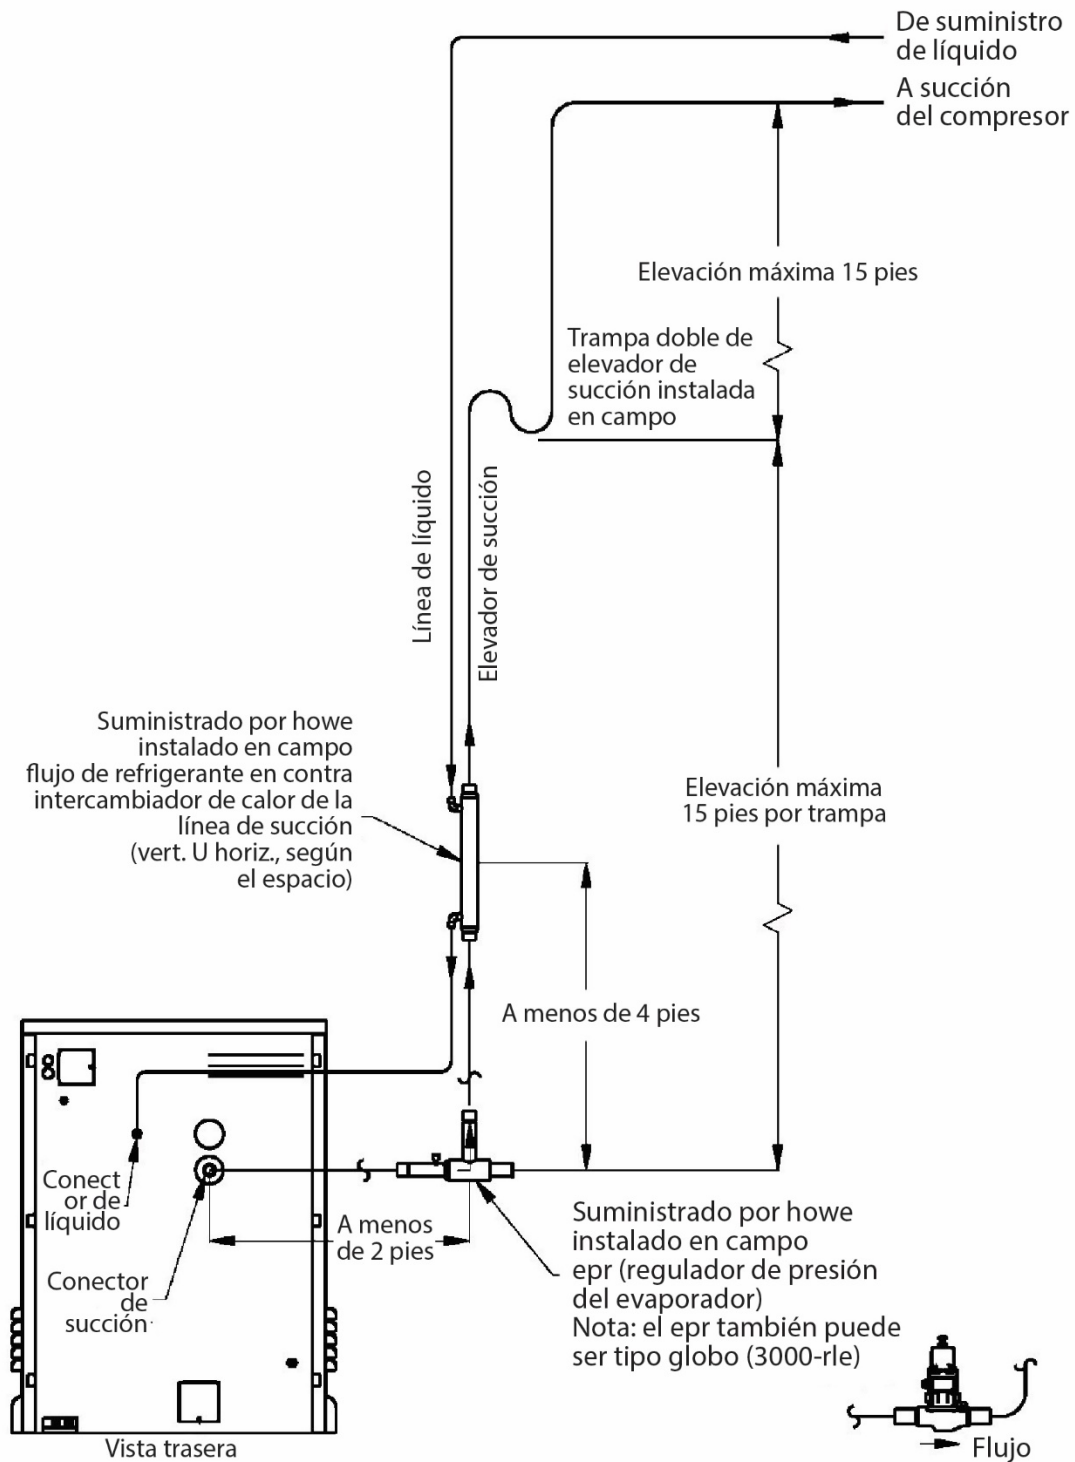 De suministro
de líquido
A succión
del compresor
Elevación máxima 15 pies
Trampa doble de
elevador de
succión instalada
en campo
Línea de líquido
Elevador de succión
Suministrado por howe
instalado en campo
flujo de refrigerante en contra
intercambiador de calor de la
línea de succión
(vert. U horiz., según
el espacio)
Elevación máxima
15 pies por trampa
A menos de 4 pies
Conect
or de
líquido
A menos
de 2 pies
Conector
de
succión
Suministrado por howe
instalado en campo
epr (regulador de presión
del evaporador)
Nota: el epr también puede
ser tipo globo (3000-rle)
Vista trasera
Flujo